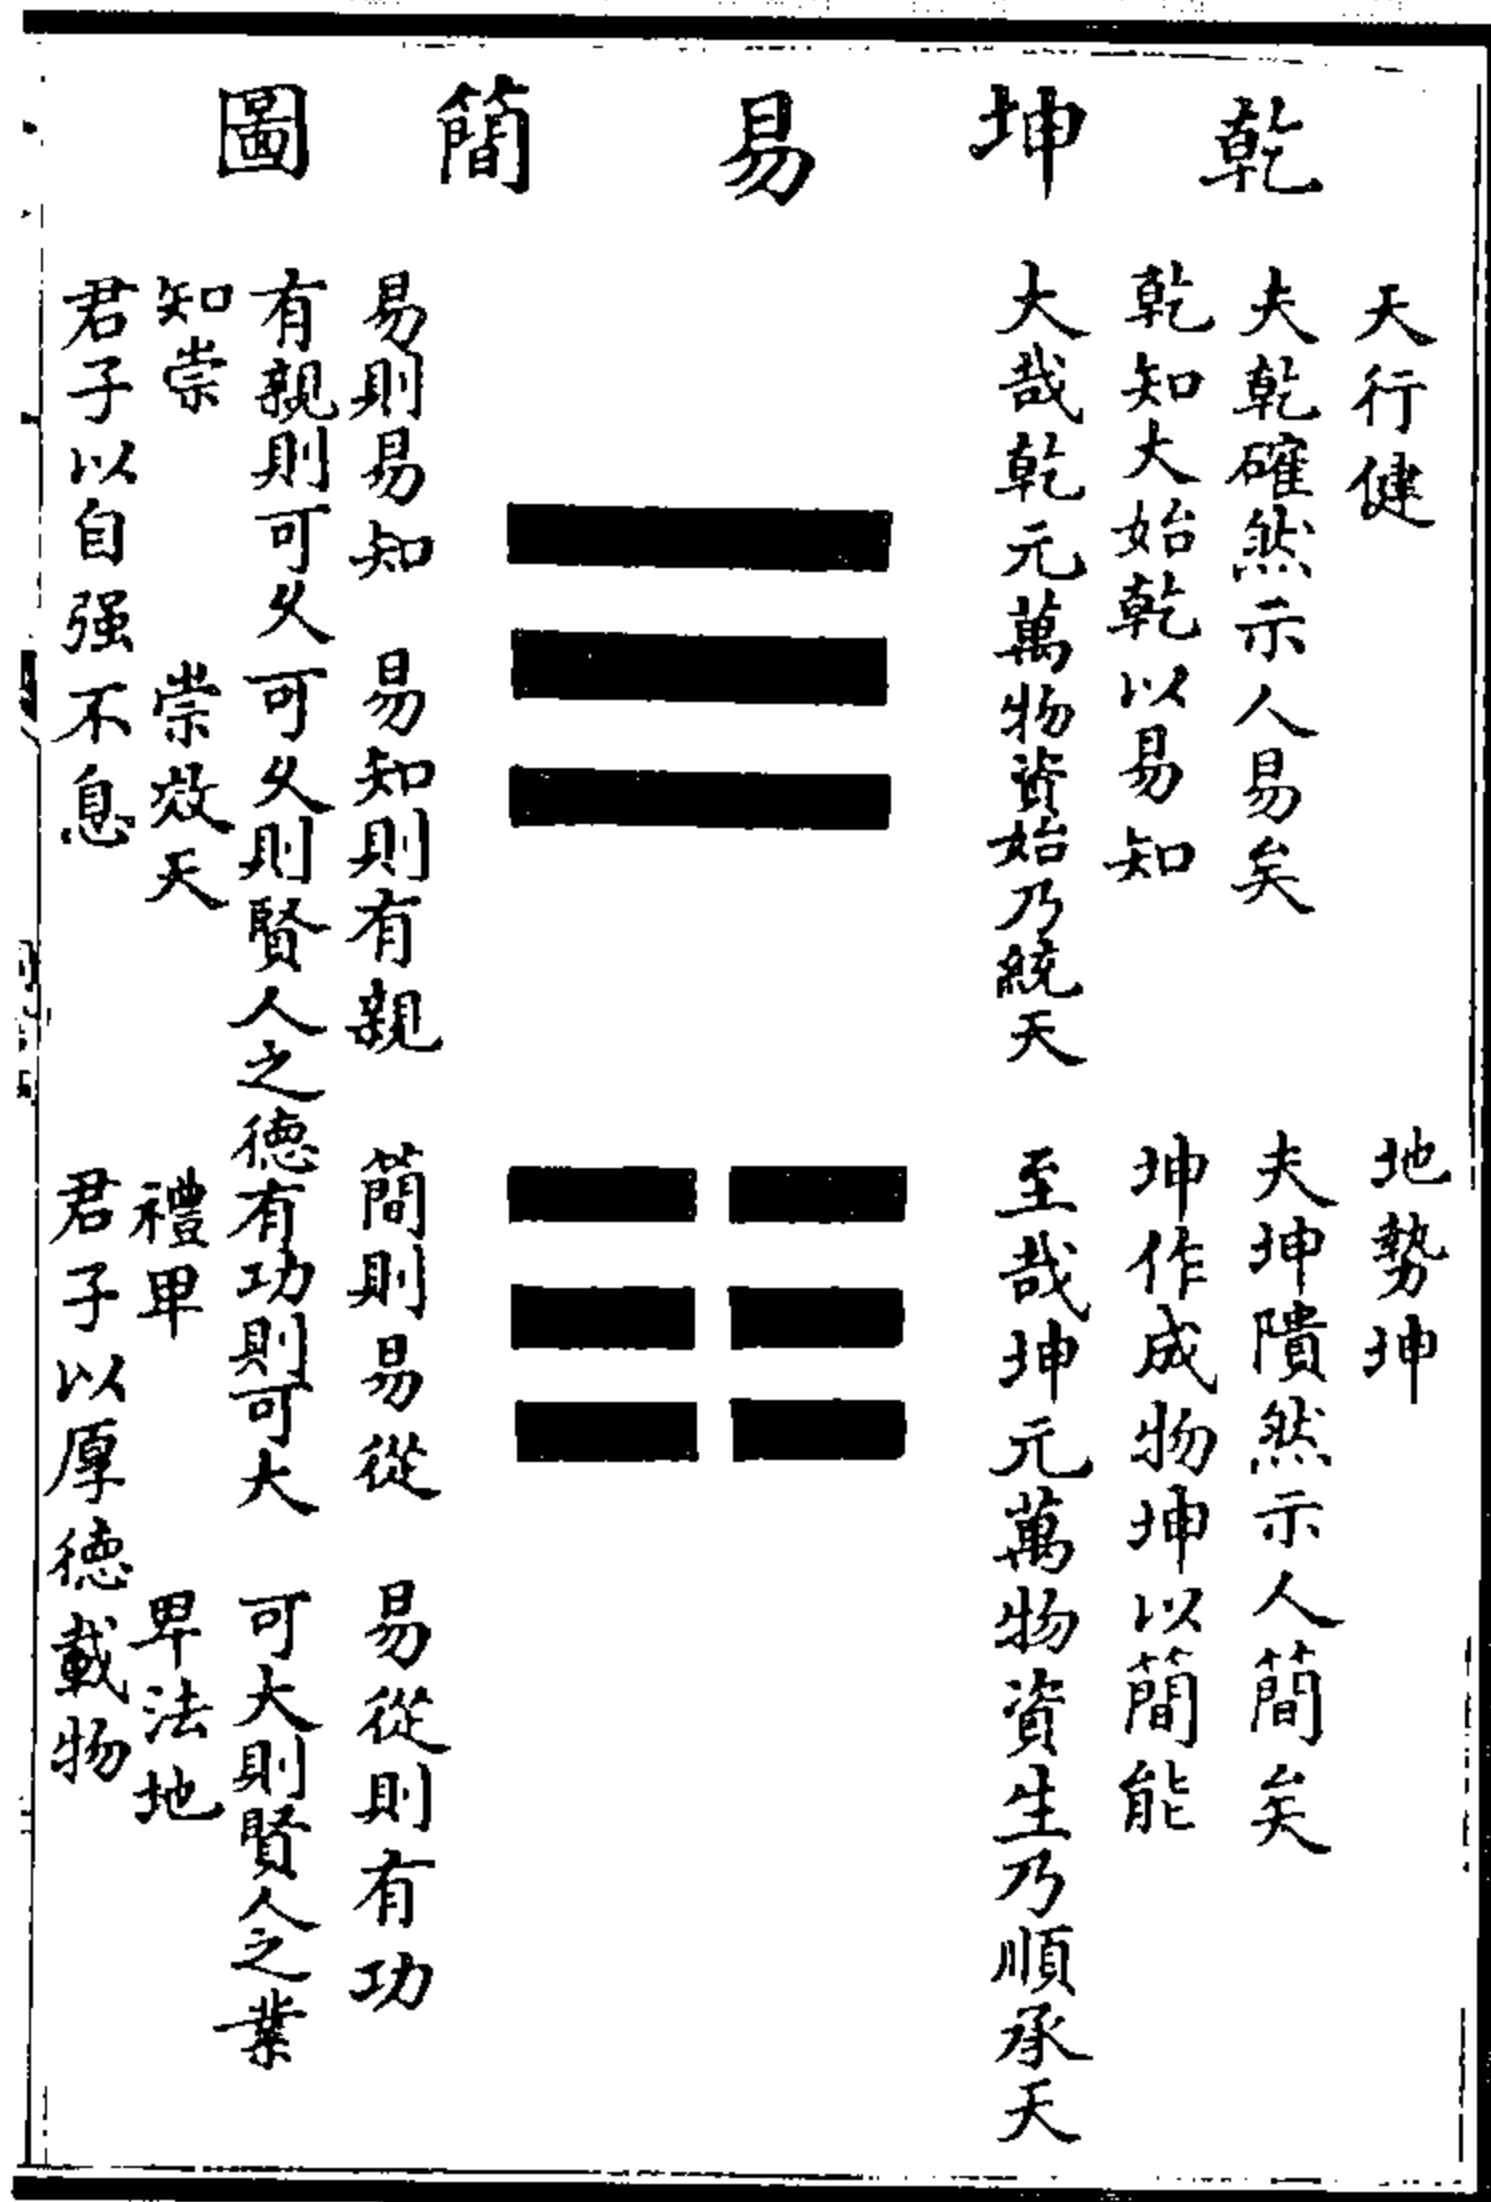 乾坤易簡圖
天行健
夫乾確然示人易矣
乾知大始乾以易知
大哉乾元萬物資始乃統天
地勢坤
夫坤隤然示人簡矣
坤作成物坤以簡能
至哉坤元萬物資生乃順承天
易則易知　易知則有親
有親則可久可久則賢人之德
知崇　崇效天
君子以自强不息
簡則易從　易從則有功
有功則可大　可大則賢人之業
禮卑　卑法地
君子以厚德載物